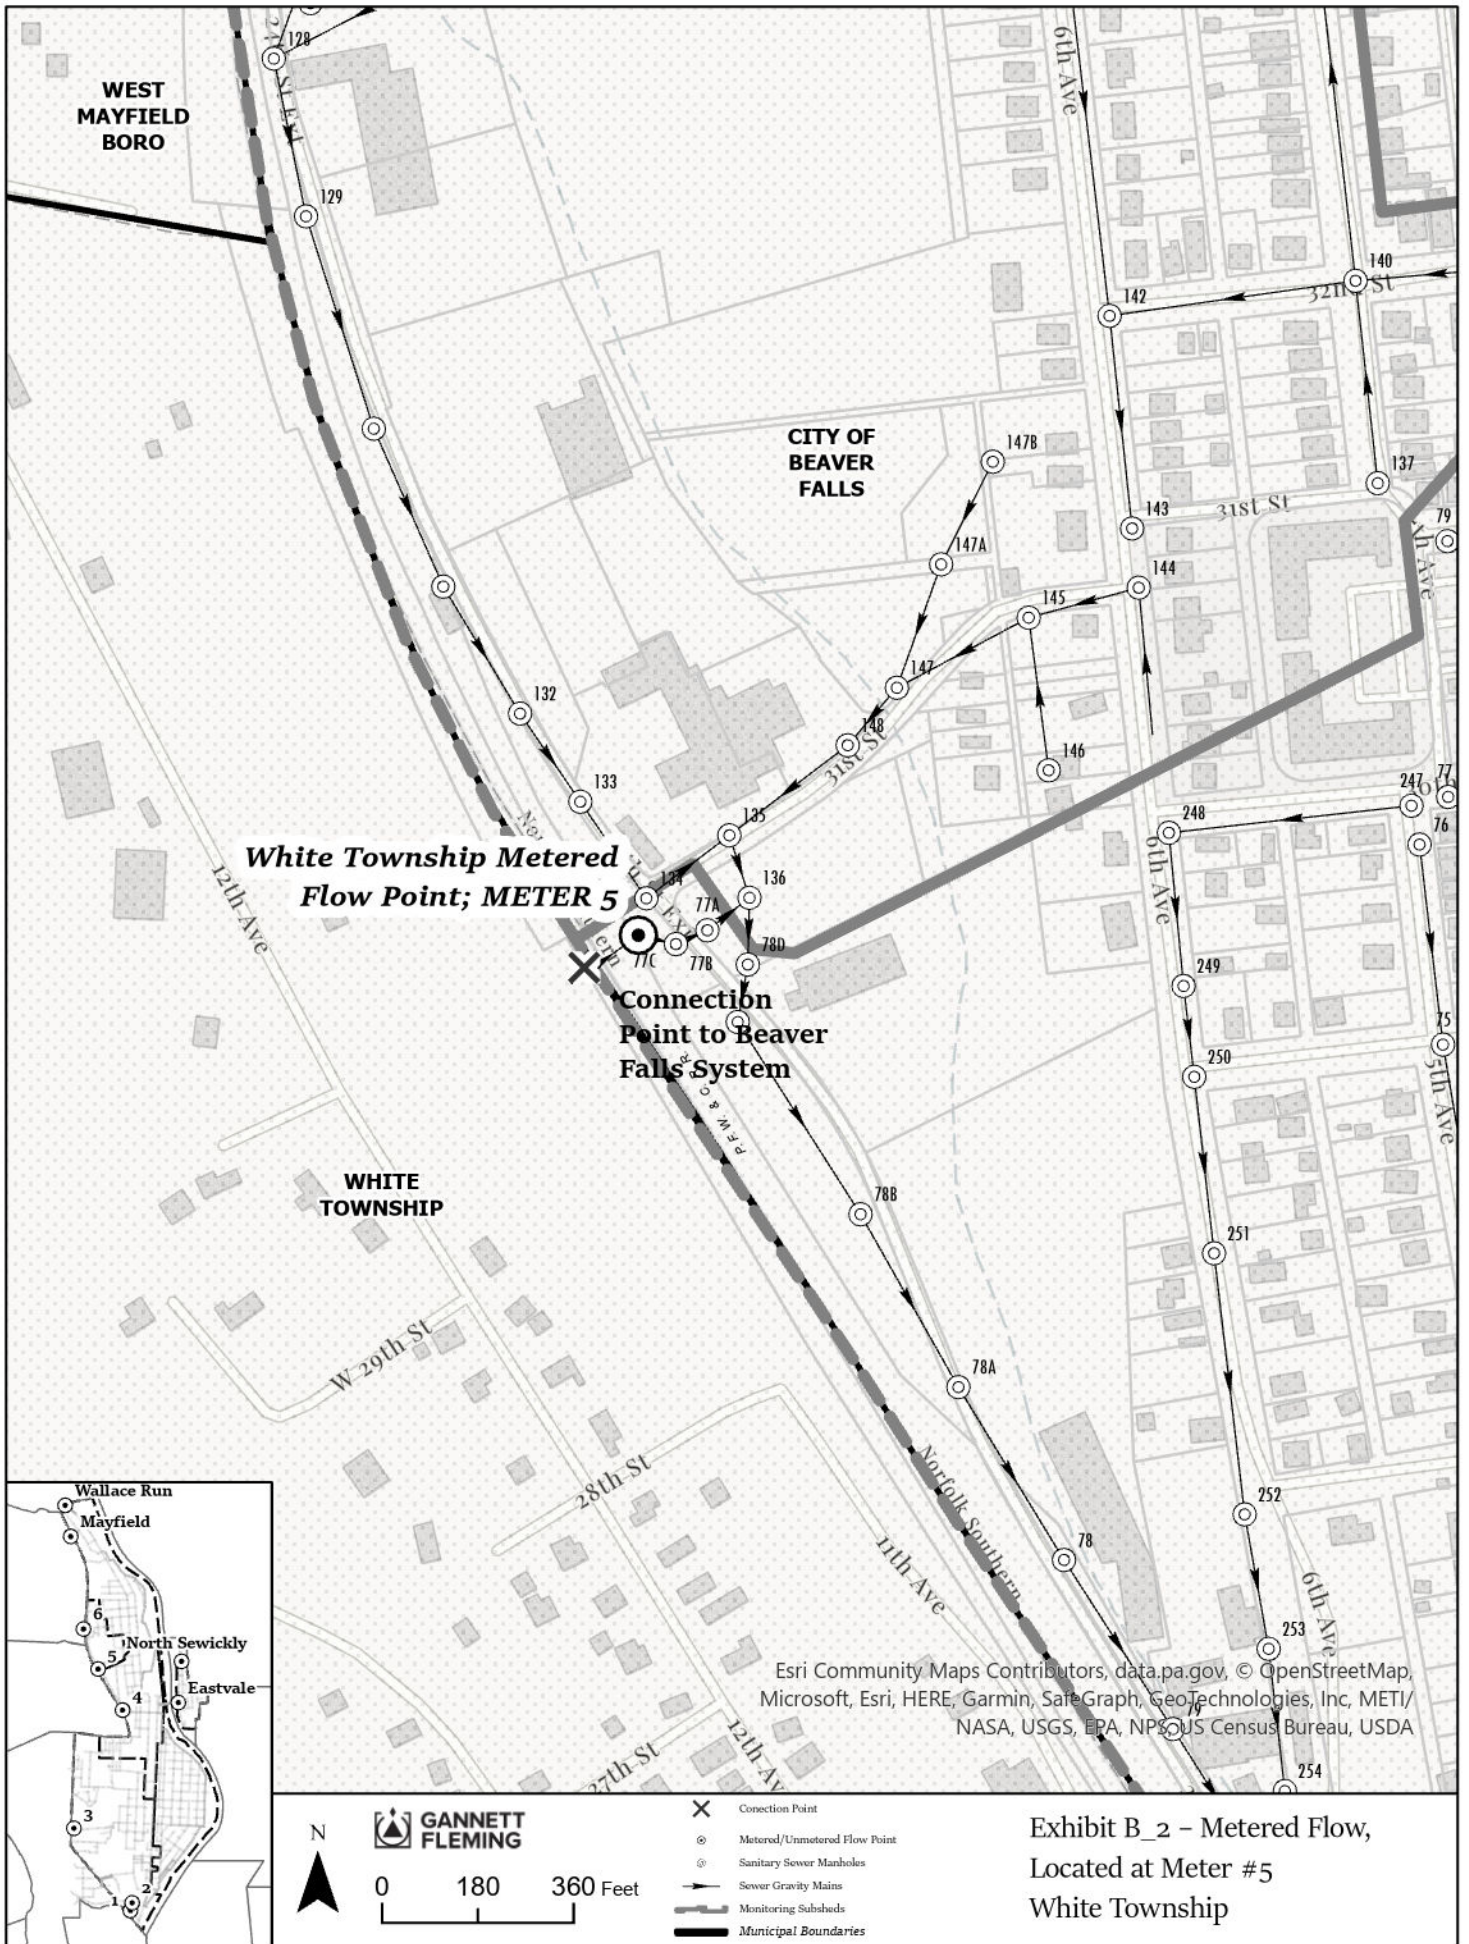 128
24th St Ext
WEST
MAYFIELD
BORO
6th Ave
129
140
32nd St
142
CITY OF
BEAVER
FALLS
147B
137
143
31st St
79
147A
144
145
147
132
148
31st St
146
133
135
247
77
76
248
6th Ave
White Township Metered
Flow Point; METER 5
134
136
77A
12th Ave
77C
77B
78D
249
Connection
Point to Beaver
Falls System
75
250
5th Ave
P.F.W. & C. R.R.
WHITE
TOWNSHIP
78B
251
W 29th St
78A
28th St
Norfolk Southern
252
78
11th Ave
6th Ave
253
Esri Community Maps Contributors, data.pa.gov, © OpenStreetMap,
Microsoft, Esri, HERE, Garmin, SafeGraph, GeoTechnologies, Inc, METI/
NASA, USGS, EPA, NPS, US Census Bureau, USDA
79
12th Av
27th St
254
Wallace Run
Mayfield
6
North Sewickly
5
Eastvale
4
3
2
1
N
GANNETT
FLEMING
0 180 360 Feet
Conection Point
Metered/Unmetered Flow Point
Sanitary Sewer Manholes
Sewer Gravity Mains
Monitoring Subsheds
Municipal Boundaries
Exhibit B_2 – Metered Flow,
Located at Meter #5
White Township